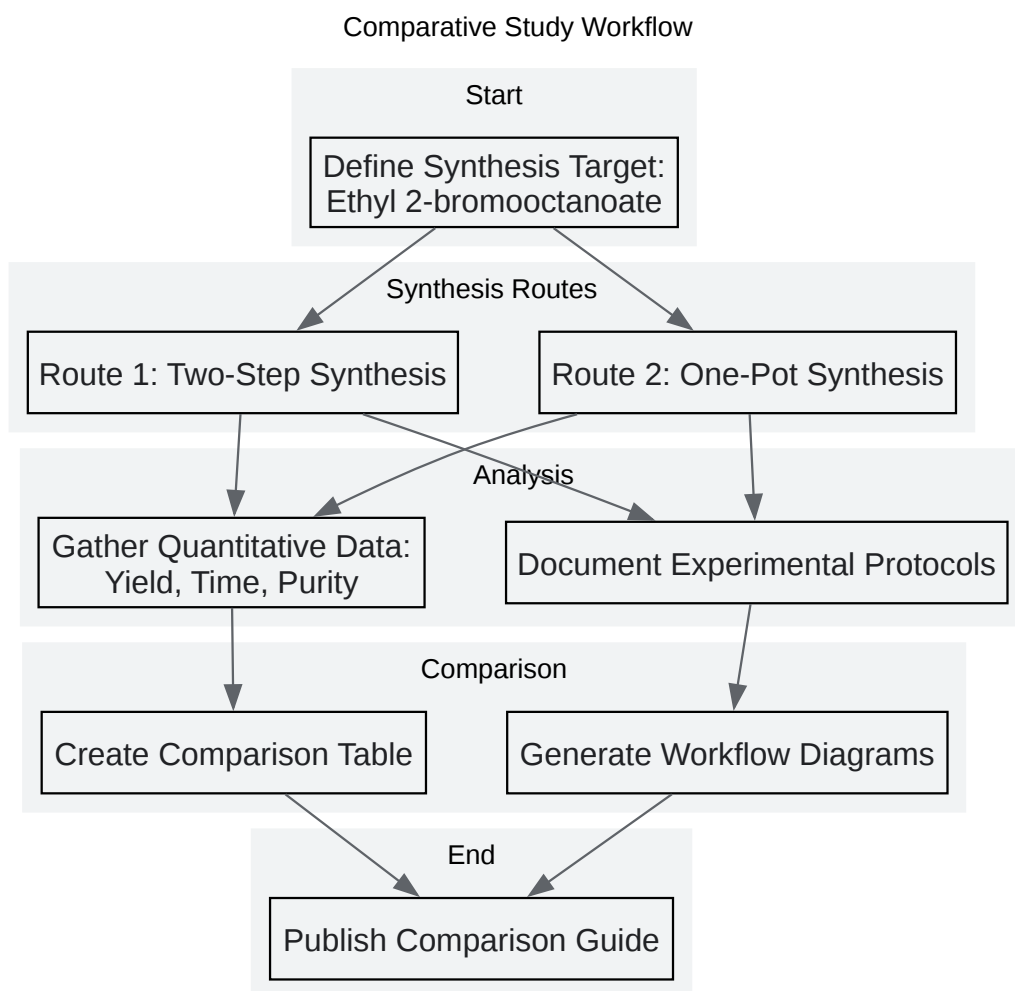 Comparative Study Workflow
Start
Define Synthesis Target:
Ethyl 2-bromooctanoate
Synthesis Routes
Route 1: Two-Step Synthesis
Route 2: One-Pot Synthesis
Analysis
Gather Quantitative Data:
Yield, Time, Purity
Document Experimental Protocols
Comparison
Create Comparison Table
Generate Workflow Diagrams
End
Publish Comparison Guide